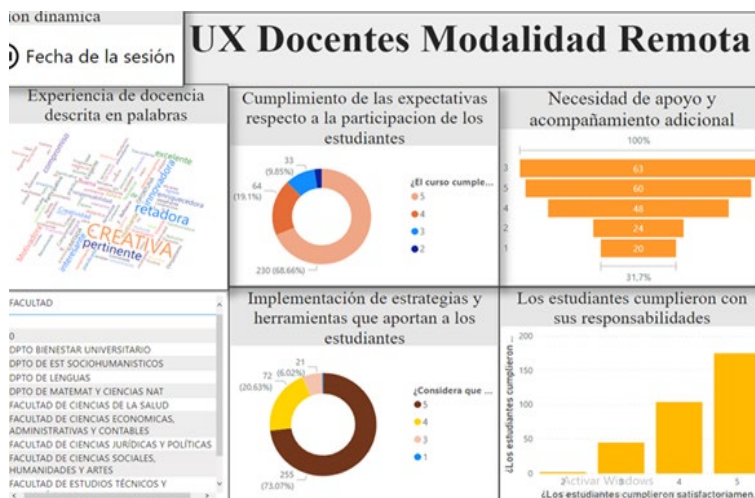 ion dinamica
Fecha de la sesión
UX Docentes Modalidad Remota
Experiencia de docencia
descrita en palabras
compromiso
excelente
innovadora
enriquecedora
retadora
CREATIVA
pertinente
interesante
Motivadora
Cumplimiento de las expectativas
respecto a la participacion de los
estudiantes
33
(9.85%)
64
(19.1%)
230 (68.66%)
¿El curso cumple...
5
4
3
2
Necesidad de apoyo y
acompañamiento adicional
100%
3 63
5 60
4 48
2 24
1 20
31,7%
FACULTAD
0
DPTO BIENESTAR UNIVERSITARIO
DPTO DE EST SOCIOHUMANISTICOS
DPTO DE LENGUAS
DPTO DE MATEMAT Y CIENCIAS NAT
FACULTAD DE CIENCIAS DE LA SALUD
FACULTAD DE CIENCIAS ECONOMICAS,
ADMINISTRATIVAS Y CONTABLES
FACULTAD DE CIENCIAS JURÍDICAS Y POLÍTICAS
FACULTAD DE CIENCIAS SOCIALES,
HUMANIDADES Y ARTES
FACULTAD DE ESTUDIOS TÉCNICOS Y
Implementación de estrategias y
herramientas que aportan a los
estudiantes
21
(6.02%)
72
(20.63%)
255
(73.07%)
¿Considera que ...
5
4
3
1
Los estudiantes cumplieron con
sus responsabilidades
¿Los estudiantes cumplieron ...
200
150
100
50
0
2 3 4 5
Activar Windows
¿Los estudiantes cumplieron satisfactoriamen